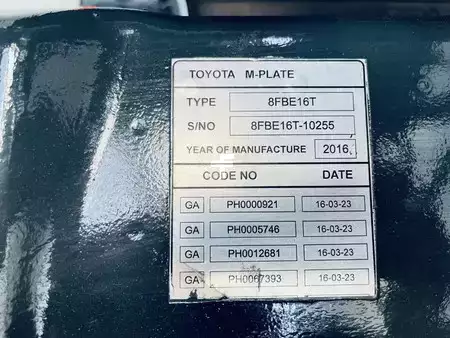 TOYOTA M-PLATE
TYPE 8FBE16T
S/NO 8FBE16T-10255
YEAR OF MANUFACTURE 2016
CODE NO DATE
GA PH0000921 16-03-23
GA PH0005746 16-03-23
GA PH0012681 16-03-23
GA PH0067393 16-03-23